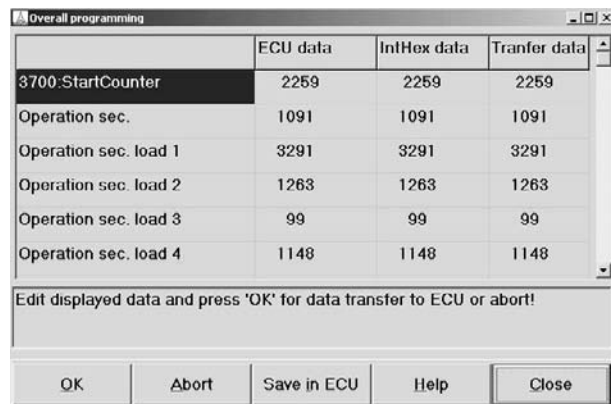 Overall programming
ECU data IntHex data Tranfer data
3700:StartCounter 2259 2259 2259
Operation sec. 1091 1091 1091
Operation sec. load 1 3291 3291 3291
Operation sec. load 2 1263 1263 1263
Operation sec. load 3 99 99 99
Operation sec. load 4 1148 1148 1148
Edit displayed data and press 'OK' for data transfer to ECU or abort!
OK Abort Save in ECU Help Close